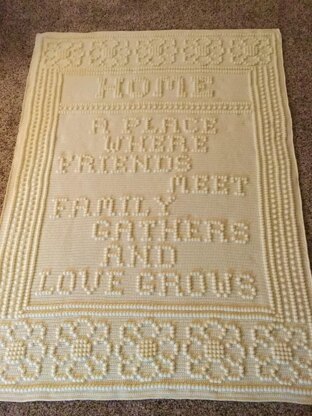 HOME
A PLACE
WHERE
FRIENDS
MEET
FAMILY
GATHERS
AND
LOVE GROWS